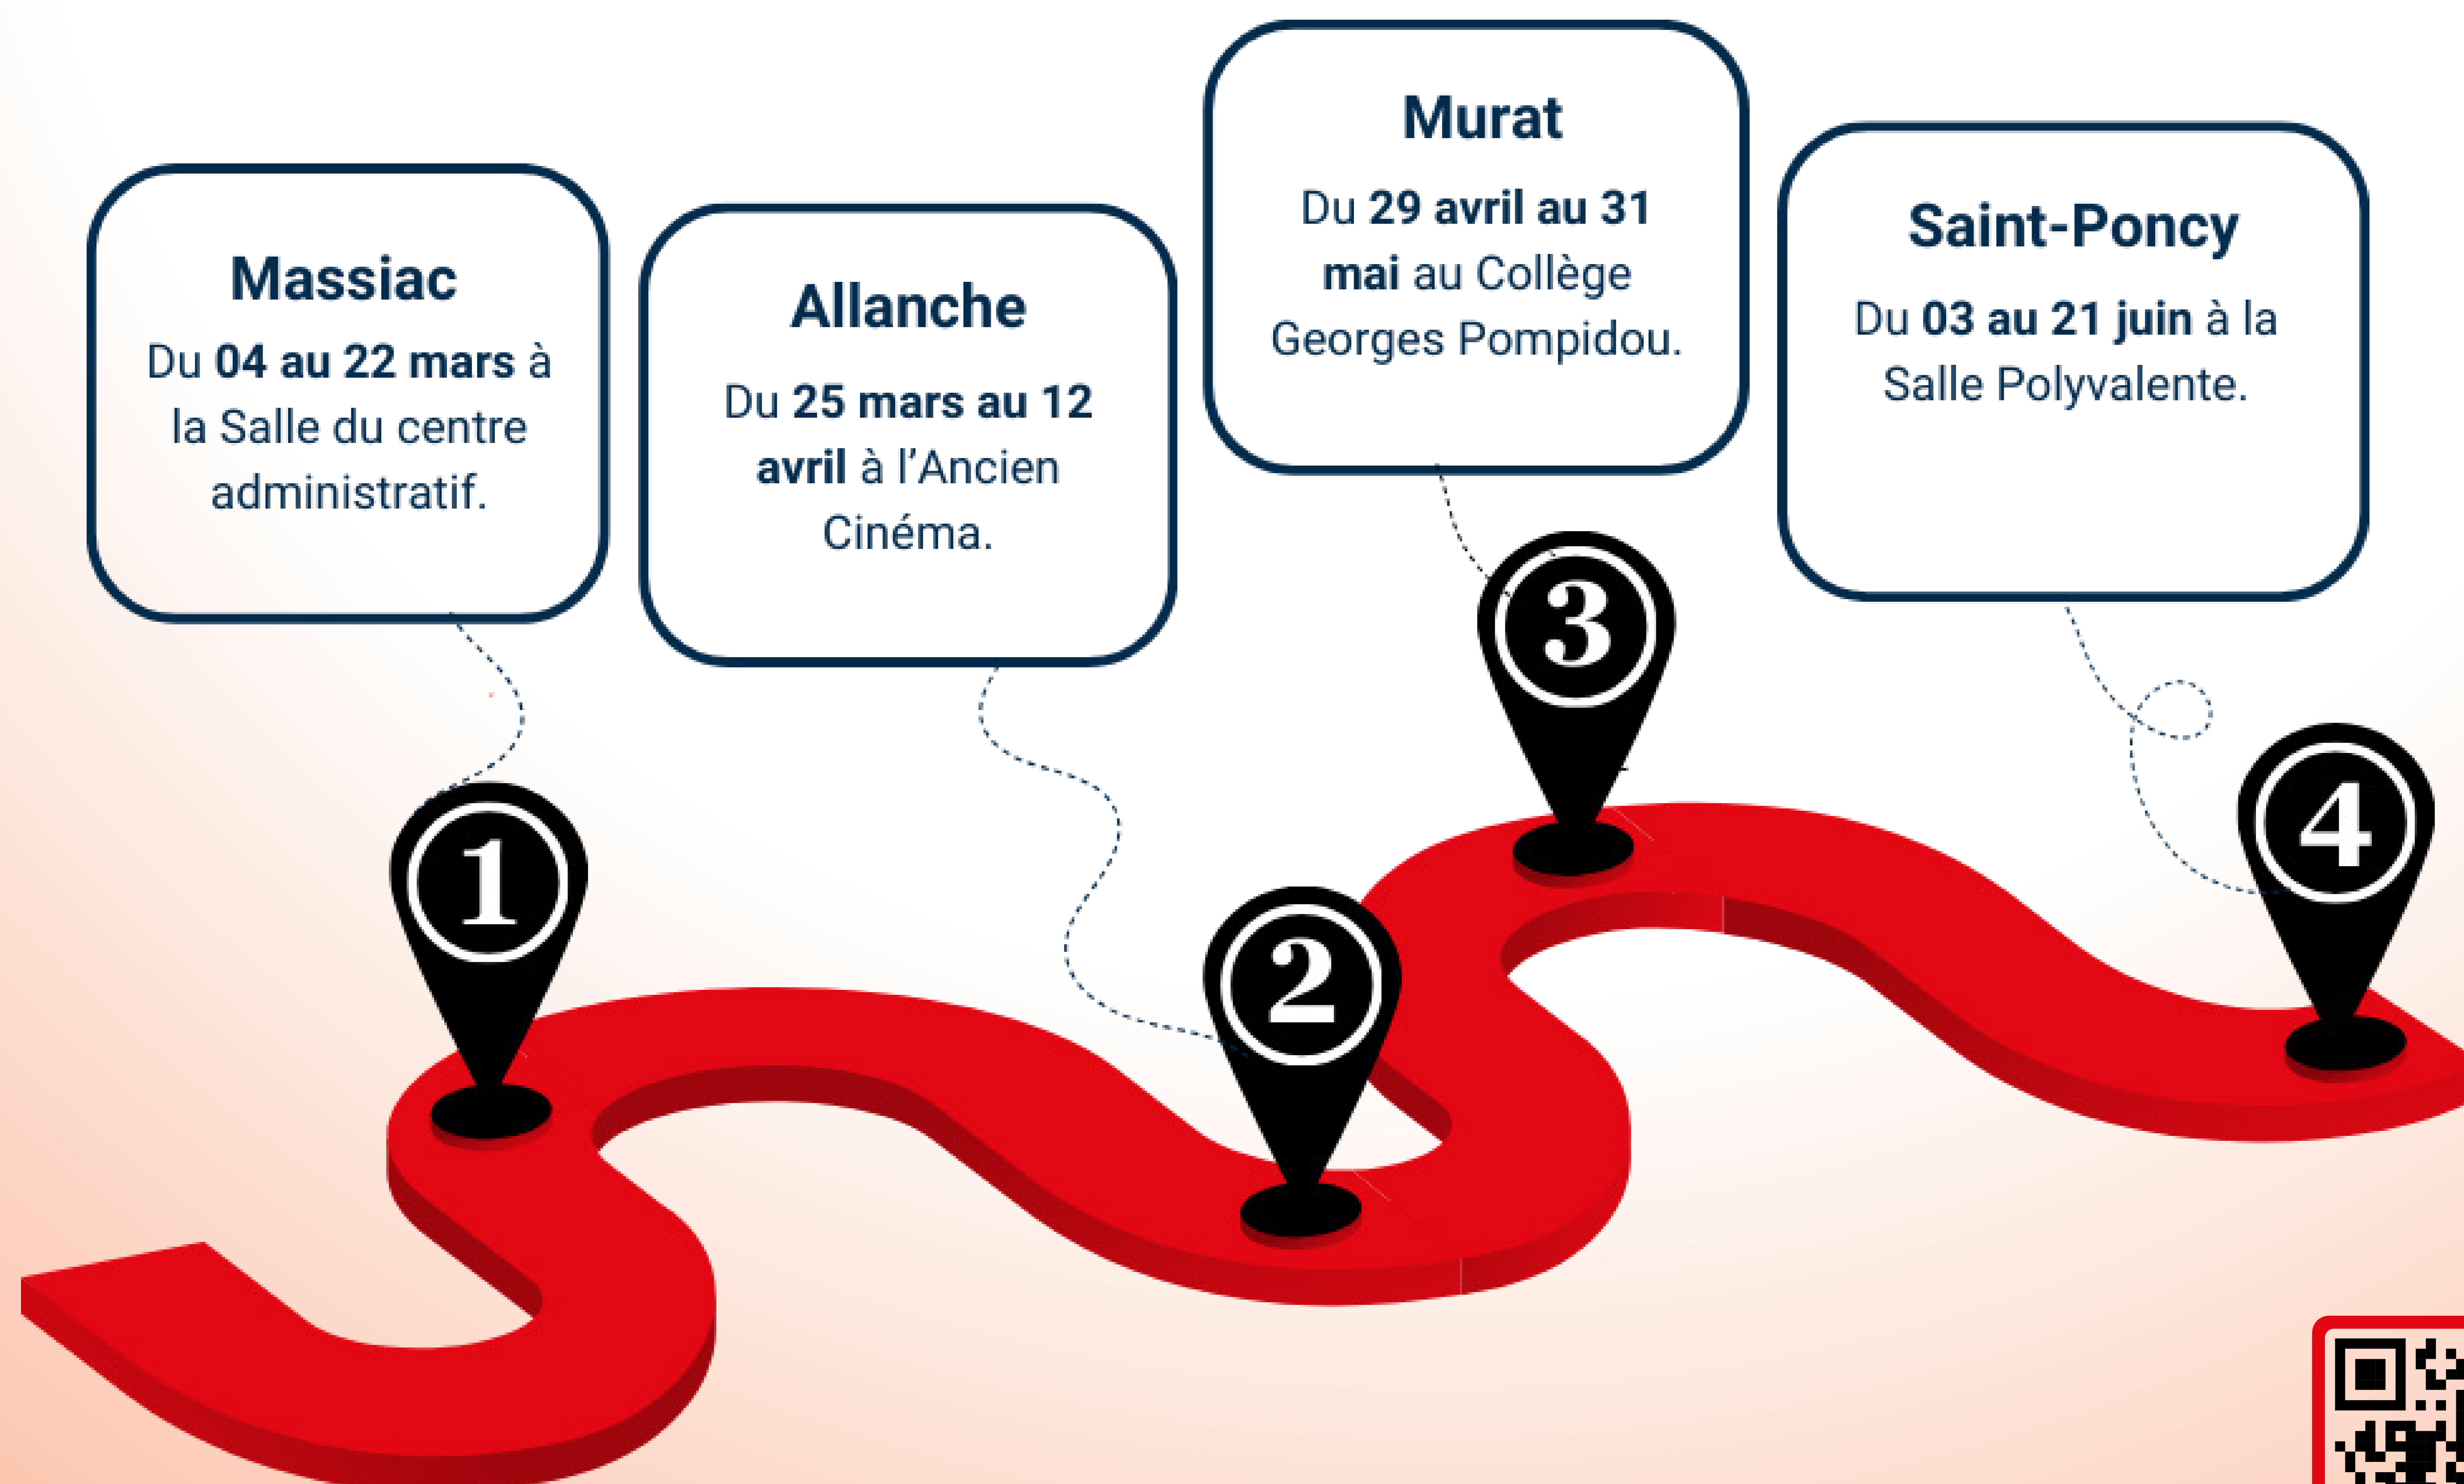 Massiac
Du 04 au 22 mars à
la Salle du centre
administratif.
Allanche
Du 25 mars au 12
avril à l’Ancien
Cinéma.
Murat
Du 29 avril au 31
mai au Collège
Georges Pompidou.
Saint-Poncy
Du 03 au 21 juin à la
Salle Polyvalente.
1
2
3
4